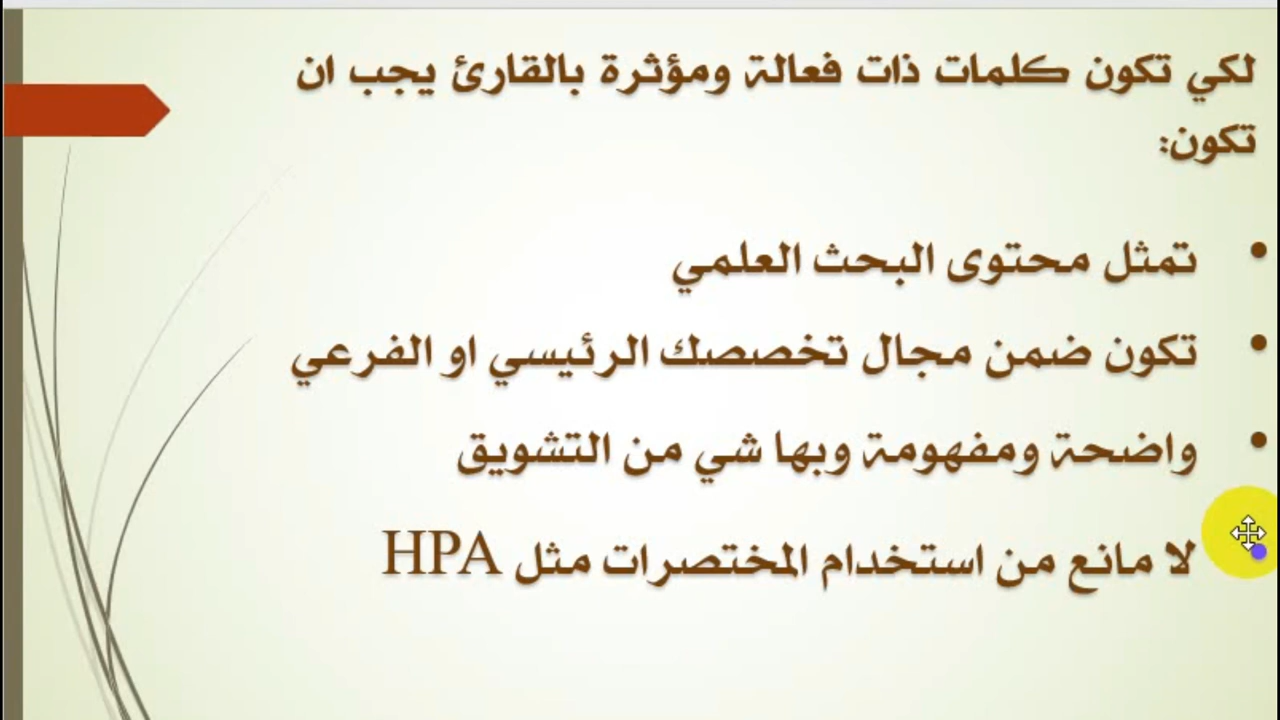 لكي تكون كلمات ذات فعالة ومؤثرة بالقارئ يجب ان
تكون:
• تمثل محتوى البحث العلمي
• تكون ضمن مجال تخصصك الرئيسي او الفرعي
• واضحة ومفهومة وبها شي من التشويق
لا مانع من استخدام المختصرات مثل HPA